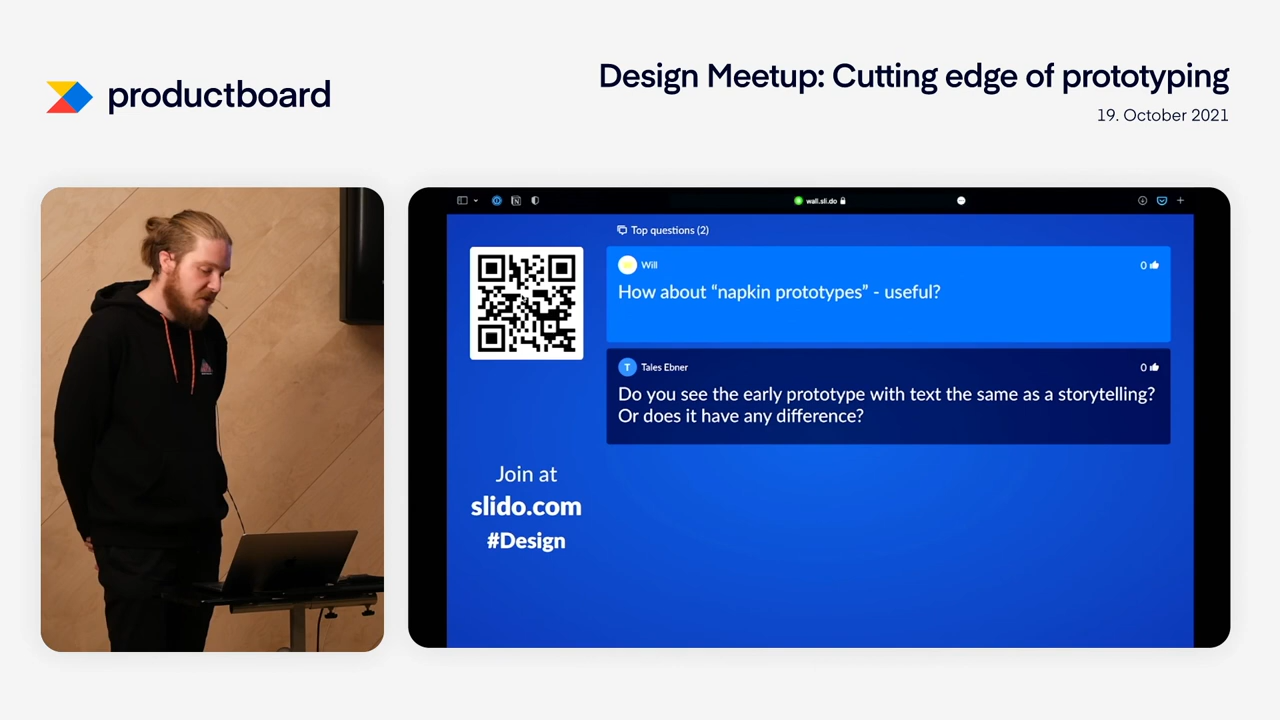 productboard
Design Meetup: Cutting edge of prototyping
19. October 2021
wall.sli.do
Top questions (2)
Will
0
How about “napkin prototypes” - useful?
T
Tales Ebner
0
Do you see the early prototype with text the same as a storytelling?
Or does it have any difference?
Join at
slido.com
#Design